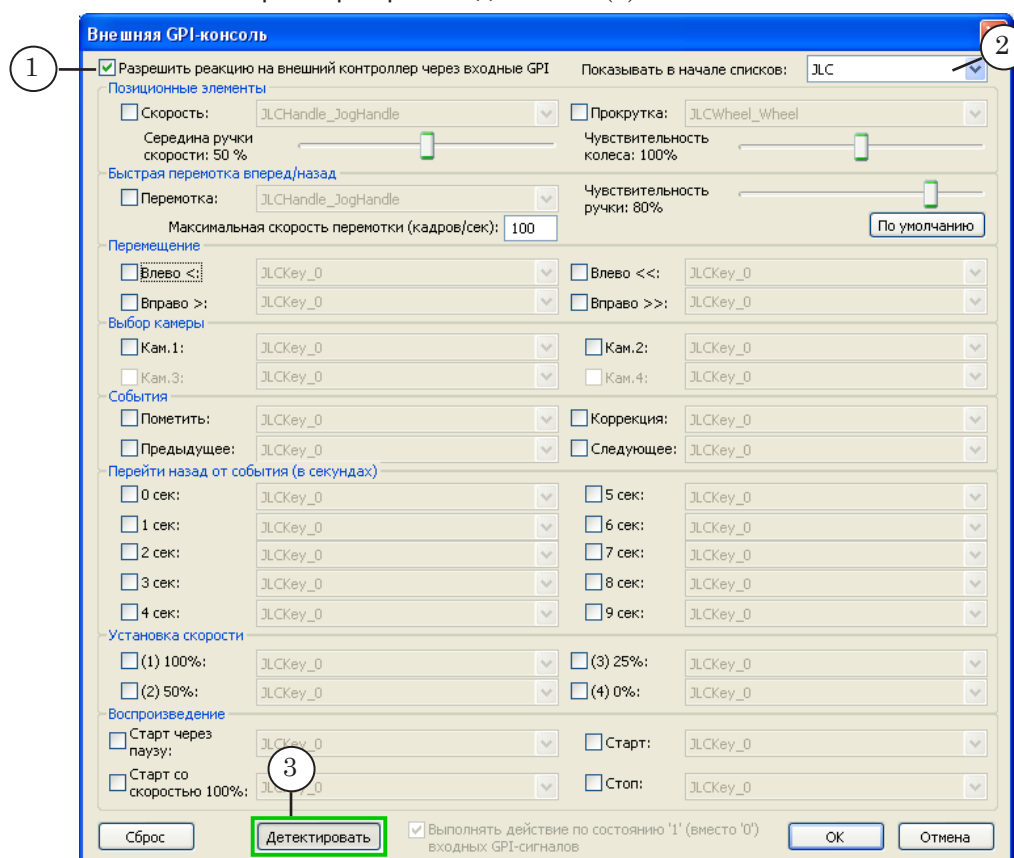 Внешняя GPI-консоль
1
2
Разрешить реакцию на внешний контроллер через входные GPI
Показывать в начале списков: JLC
Позиционные элементы
Скорость: JLCHandle_JogHandle
Прокрутка: JLCWheel_Wheel
Середина ручки
скорости: 50 %
Чувствительность
колеса: 100%
Быстрая перемотка вперед/назад
Перемотка: JLCHandle_JogHandle
Чувствительность
ручки: 80%
Максимальная скорость перемотки (кадров/сек): 100
По умолчанию
Перемещение
Влево <: JLCKey_0
Влево <<: JLCKey_0
Вправо >: JLCKey_0
Вправо >>: JLCKey_0
Выбор камеры
Кам.1: JLCKey_0
Кам.2: JLCKey_0
Кам.3: JLCKey_0
Кам.4: JLCKey_0
События
Пометить: JLCKey_0
Коррекция: JLCKey_0
Предыдущее: JLCKey_0
Следующее: JLCKey_0
Перейти назад от события (в секундах)
0 сек: JLCKey_0
5 сек: JLCKey_0
1 сек: JLCKey_0
6 сек: JLCKey_0
2 сек: JLCKey_0
7 сек: JLCKey_0
3 сек: JLCKey_0
8 сек: JLCKey_0
4 сек: JLCKey_0
9 сек: JLCKey_0
Установка скорости
(1) 100%: JLCKey_0
(3) 25%: JLCKey_0
(2) 50%: JLCKey_0
(4) 0%: JLCKey_0
Воспроизведение
Старт через
паузу: JLCKey_0
Старт: JLCKey_0
3
Старт со
скоростью 100%: JLCKey_0
Стоп: JLCKey_0
Сброс
Детектировать
Выполнять действие по состоянию '1' (вместо '0')
входных GPI-сигналов
OK
Отмена